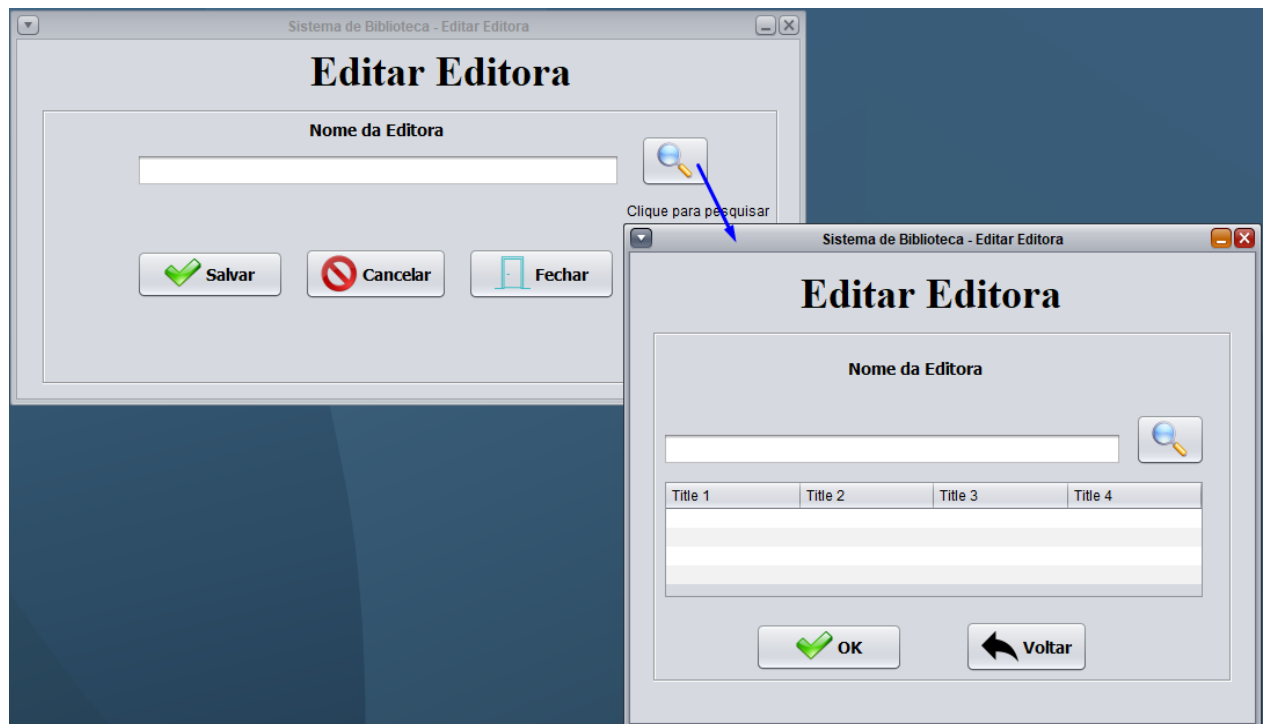 Sistema de Biblioteca - Editar Editora
Editar Editora
Nome da Editora
Clique para pesquisar
Salvar
Cancelar
Fechar
Sistema de Biblioteca - Editar Editora
Editar Editora
Nome da Editora
Title 1 Title 2 Title 3 Title 4
OK
Voltar